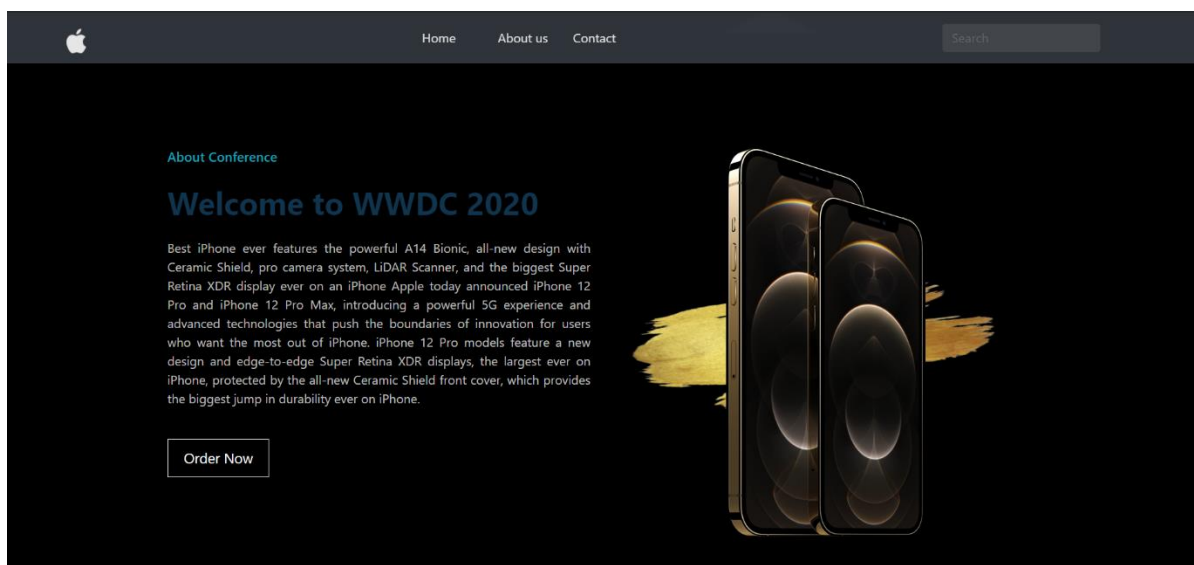 Home About us Contact Search
About Conference
Welcome to WWDC 2020
Best iPhone ever features the powerful A14 Bionic, all-new design with
Ceramic Shield, pro camera system, LiDAR Scanner, and the biggest Super
Retina XDR display ever on an iPhone Apple today announced iPhone 12
Pro and iPhone 12 Pro Max, introducing a powerful 5G experience and
advanced technologies that push the boundaries of innovation for users
who want the most out of iPhone. iPhone 12 Pro models feature a new
design and edge-to-edge Super Retina XDR displays, the largest ever on
iPhone, protected by the all-new Ceramic Shield front cover, which provides
the biggest jump in durability ever on iPhone.
Order Now